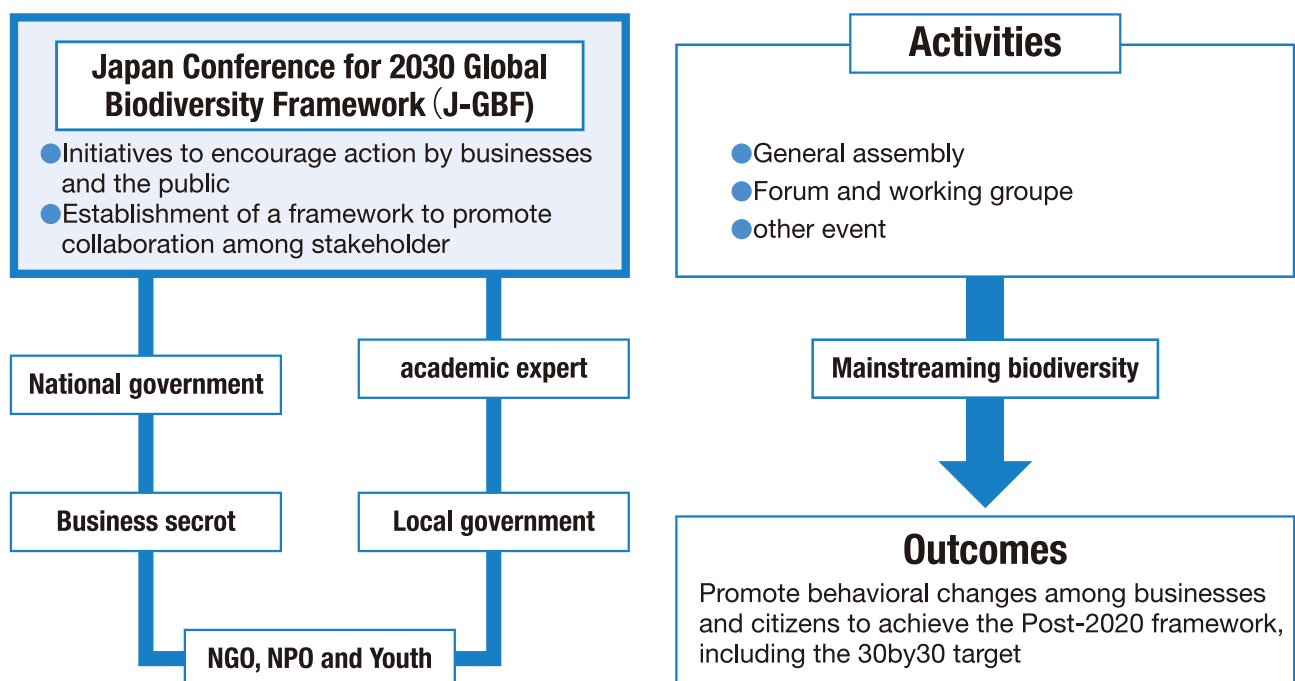 Japan Conference for 2030 Global
Biodiversity Framework（J-GBF)
●Initiatives to encourage action by businesses
and the public
●Establishment of a framework to promote
collaboration among stakeholder
National government
academic expert
Business secrot
Local government
NGO, NPO and Youth
Activities
●General assembly
●Forum and working groupe
●other event
Mainstreaming biodiversity
Outcomes
Promote behavioral changes among businesses
and citizens to achieve the Post-2020 framework,
including the 30by30 target